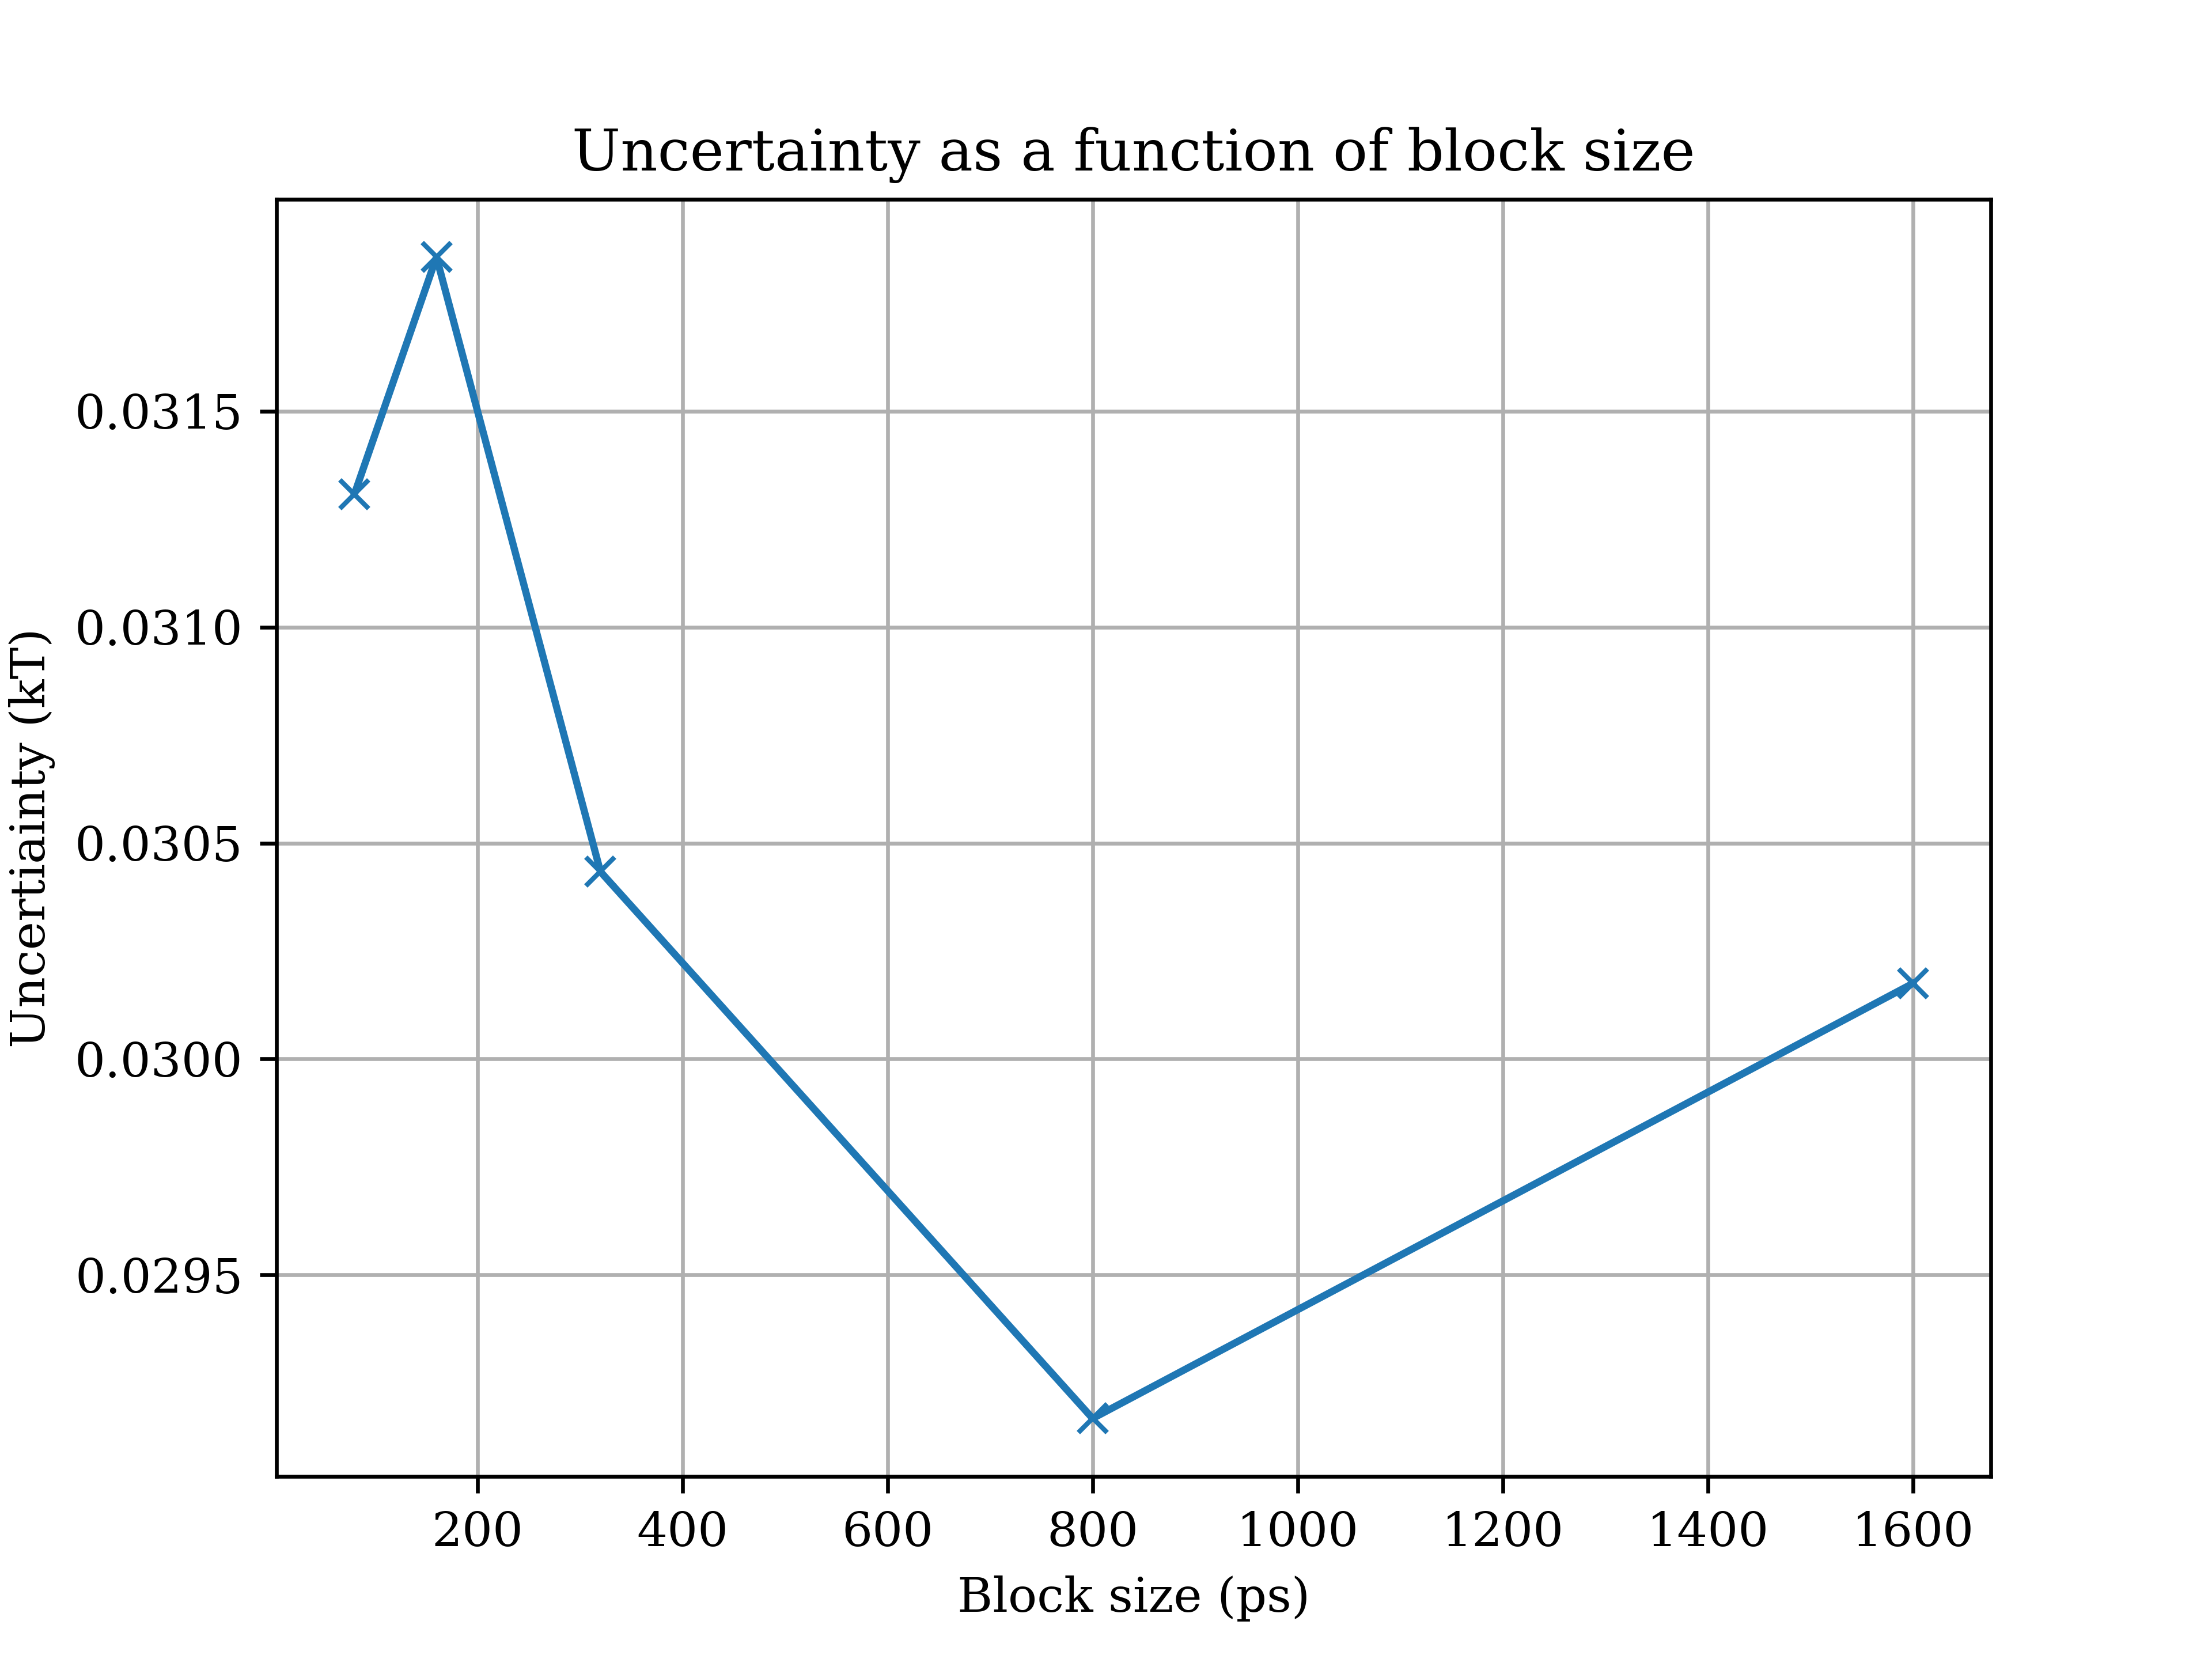 Uncertainty as a function of block size
0.0315
0.0310
0.0305
0.0300
0.0295
Uncertiainty (kT)
200 400 600 800 1000 1200 1400 1600
Block size (ps)